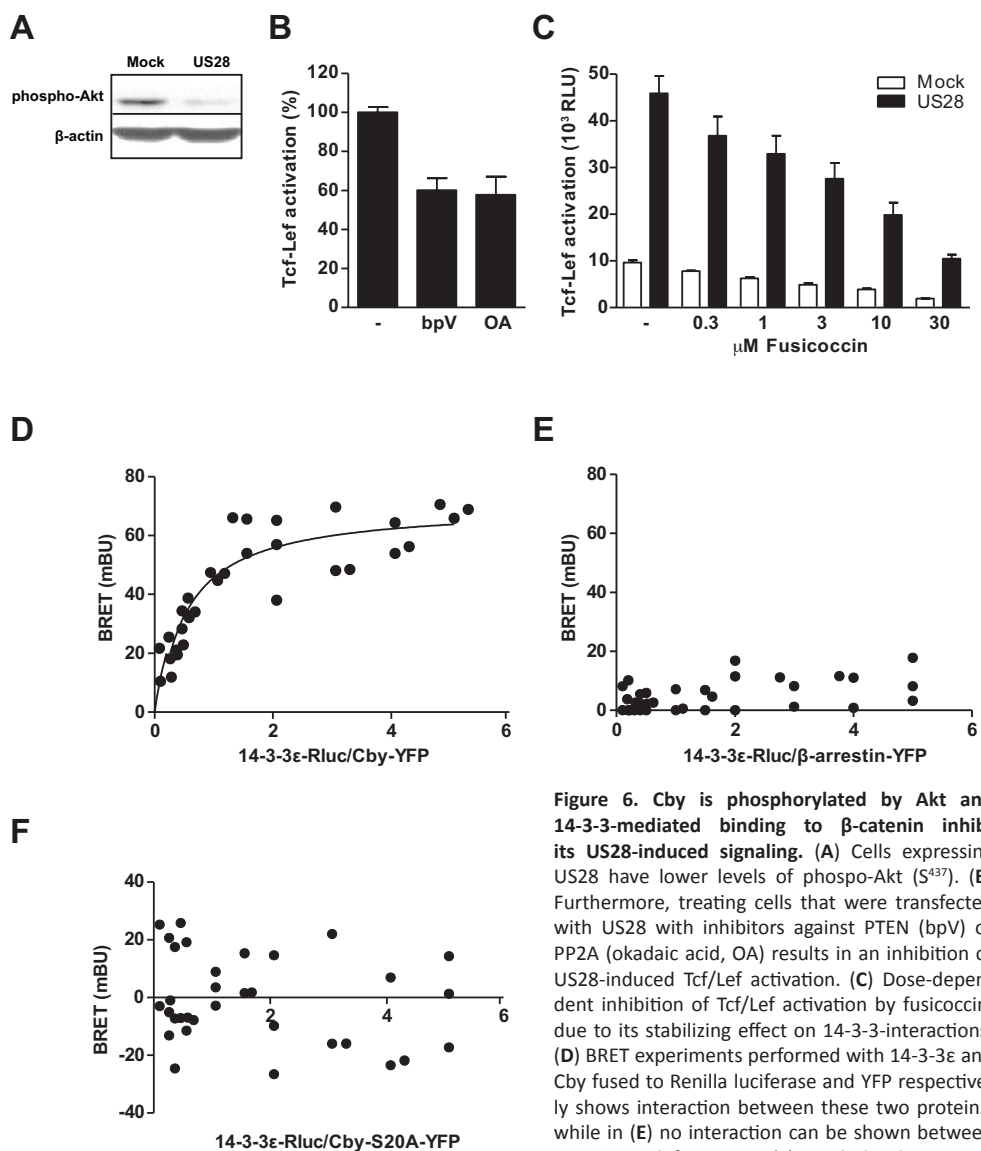 A
Mock US28
phospho-Akt
β-actin
B
Tcf-Lef activation (%)
120
100
80
60
40
20
0
- bpV OA
C
Tcf-Lef activation (10³ RLU)
50
40
30
20
10
0
Mock
US28
- 0.3 1 3 10 30
μM Fusicoccin
D
BRET (mBU)
80
60
40
20
0
0 2 4 6
14-3-3ε-Rluc/Cby-YFP
E
BRET (mBU)
80
60
40
20
0
0 2 4 6
14-3-3ε-Rluc/β-arrestin-YFP
F
BRET (mBU)
40
20
0
-20
-40
2 4 6
14-3-3ε-Rluc/Cby-S20A-YFP
Figure 6. Cby is phosphorylated by Akt an
14-3-3-mediated binding to β-catenin inhib
its US28-induced signaling. (A) Cells expressin
US28 have lower levels of phospo-Akt (S⁴³⁷). (
Furthermore, treating cells that were transfecte
with US28 with inhibitors against PTEN (bpV) o
PP2A (okadaic acid, OA) results in an inhibition o
US28-induced Tcf/Lef activation. (C) Dose-depen
dent inhibition of Tcf/Lef activation by fusicoccin
due to its stabilizing effect on 14-3-3-interactions
(D) BRET experiments performed with 14-3-3ε an
Cby fused to Renilla luciferase and YFP respective
ly shows interaction between these two proteins
while in (E) no interaction can be shown betwee